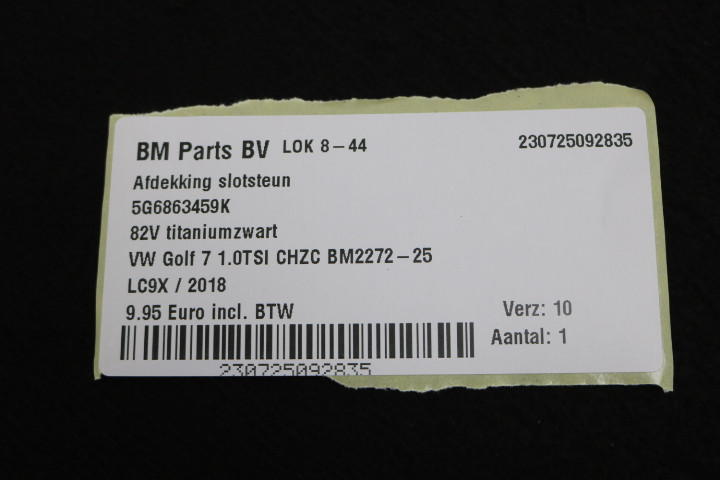 BM Parts BV LOK 8-44 230725092835
Afdekking slotsteun
5G6863459K
82V titaniumzwart
VW Golf 7 1.0TSI CHZC BM2272-25
LC9X / 2018
9.95 Euro incl. BTW Verz: 10
Aantal: 1
230725092835